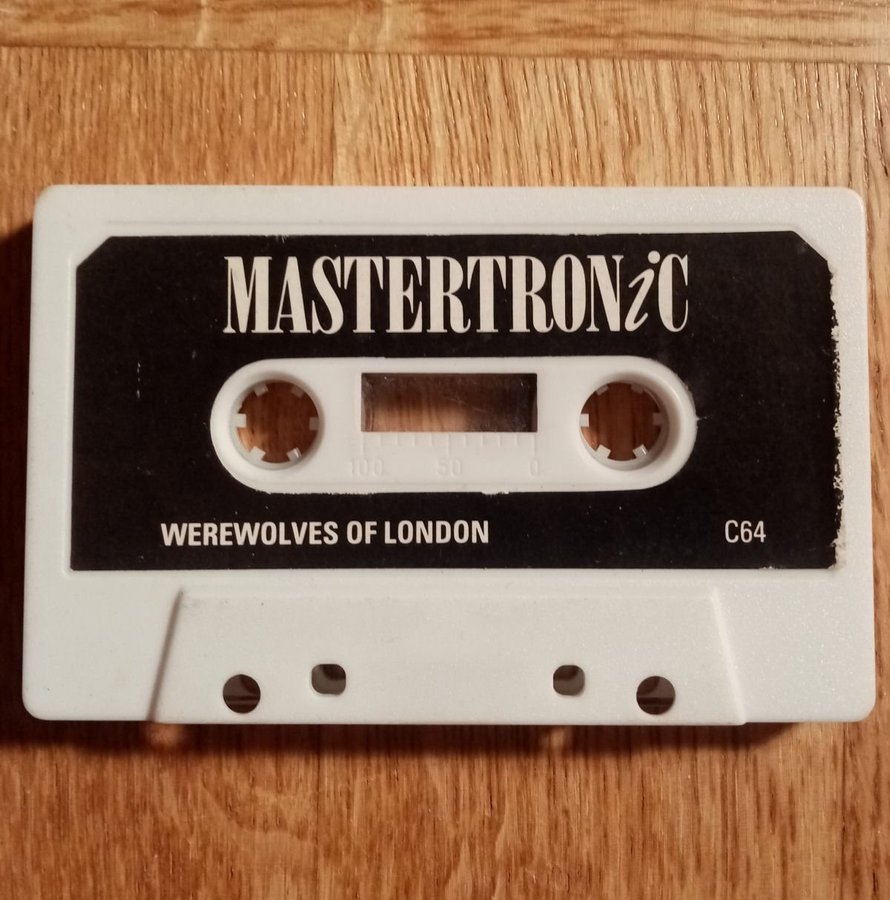 MASTERTRONiC
100 50 0
WEREWOLVES OF LONDON C64